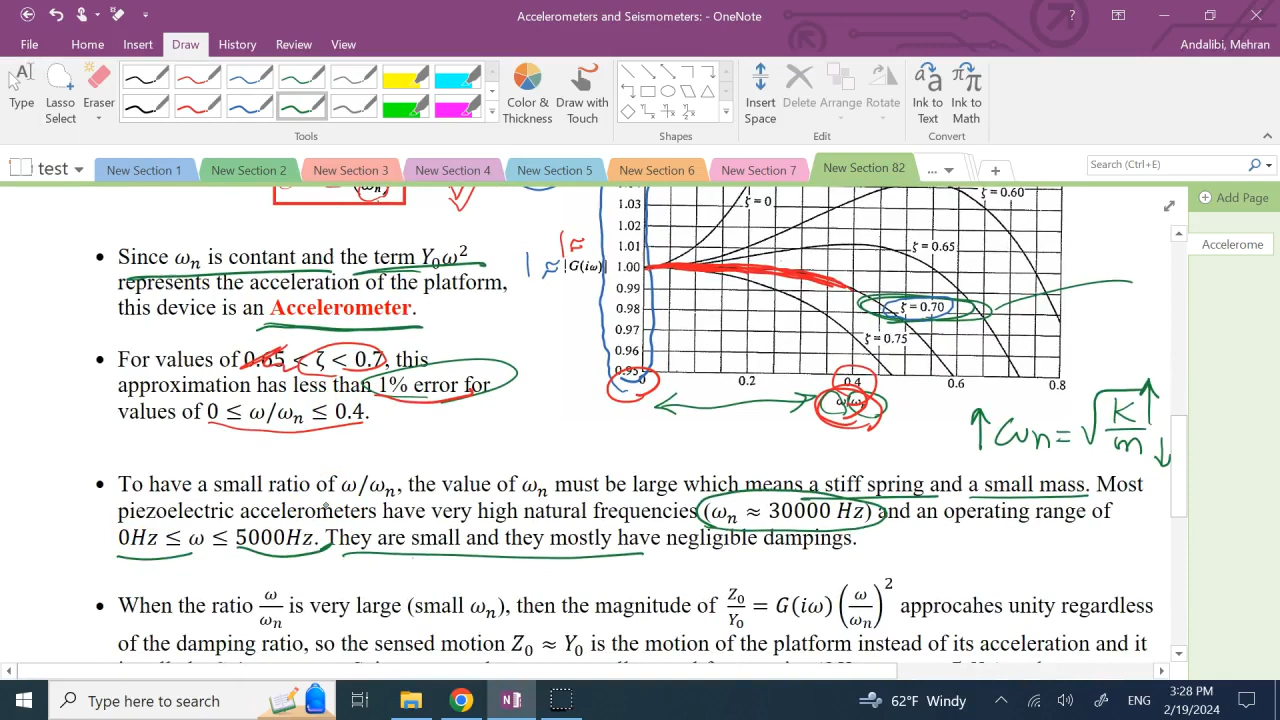 Accelerometers and Seismometers: - OneNote
Andalibi, Mehran
File Home Insert Draw History Review View
Type Lasso Select Eraser Color & Thickness Draw with Touch Insert Space Delete Arrange Rotate Ink to Text Ink to Math
Tools Shapes Edit Convert
test New Section 1 New Section 2 New Section 3 New Section 4 New Section 5 New Section 6 New Section 7 New Section 82 ... Search (Ctrl+E)
Add Page
Accelerome
1.03
1.02
1.01
1.00
0.99
0.98
0.97
0.96
0.95
ζ = 0
ζ = 0.60
ζ = 0.65
ζ = 0.70
ζ = 0.75
1 ≈
1 ≈ |G(iω)|
0 0.2 0.4 0.6 0.8
• Since ωₙ is contant and the term Y₀ω²
represents the acceleration of the platform,
this device is an Accelerometer.
• For values of 0.65 < ζ < 0.7, this
approximation has less than 1% error for
values of 0 ≤ ω/ωₙ ≤ 0.4.
↑ ωn = √(K↑/m↓)
• To have a small ratio of ω/ωₙ, the value of ωₙ must be large which means a stiff spring and a small mass. Most
piezoelectric accelerometers have very high natural frequencies (ωₙ ≈ 30000 Hz) and an operating range of
0Hz ≤ ω ≤ 5000Hz. They are small and they mostly have negligible dampings.
• When the ratio ω/ωₙ is very large (small ωₙ), then the magnitude of Z₀/Y₀ = G(iω)(ω/ωₙ)² approcahes unity regardless
of the damping ratio, so the sensed motion Z₀ ≈ Y₀ is the motion of the platform instead of its acceleration and it
Type here to search
62°F Windy
ENG
3:28 PM
2/19/2024